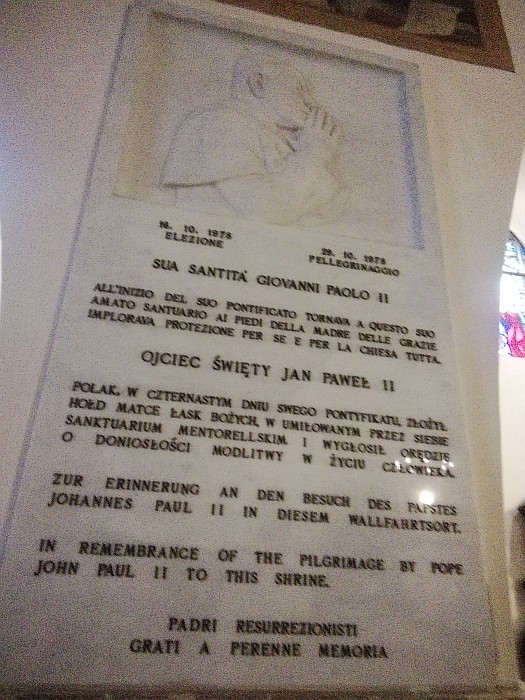 16. 10. 1978
ELEZIONE
29. 10. 1978
PELLEGRINAGGIO
SUA SANTITA' GIOVANNI PAOLO II
ALL'INIZIO DEL SUO PONTIFICATO TORNAVA A QUESTO SUO
AMATO SANTUARIO AI PIEDI DELLA MADRE DELLE GRAZIE
IMPLORAVA PROTEZIONE PER SE E PER LA CHIESA TUTTA.
OJCIEC ŚWIĘTY JAN PAWEŁ II
POLAK, W CZTERNASTYM DNIU SWEGO PONTYFIKATU, ZŁOŻYŁ
HOŁD MATCE ŁASK BOŻYCH, W UMIŁOWANYM PRZEZ SIEBIE
SANKTUARIUM MENTORELLSKIM I WYGŁOSIŁ ORĘDZIE
O DONIOSŁOŚCI MODLITWY W ŻYCIU CZŁOWIEKA.
ZUR ERINNERUNG AN DEN BESUCH DES PAPSTES
JOHANNES PAUL II IN DIESEM WALLFAHRTSORT.
IN REMEMBRANCE OF THE PILGRIMAGE BY POPE
JOHN PAUL II TO THIS SHRINE.
PADRI RESURREZIONISTI
GRATI A PERENNE MEMORIA